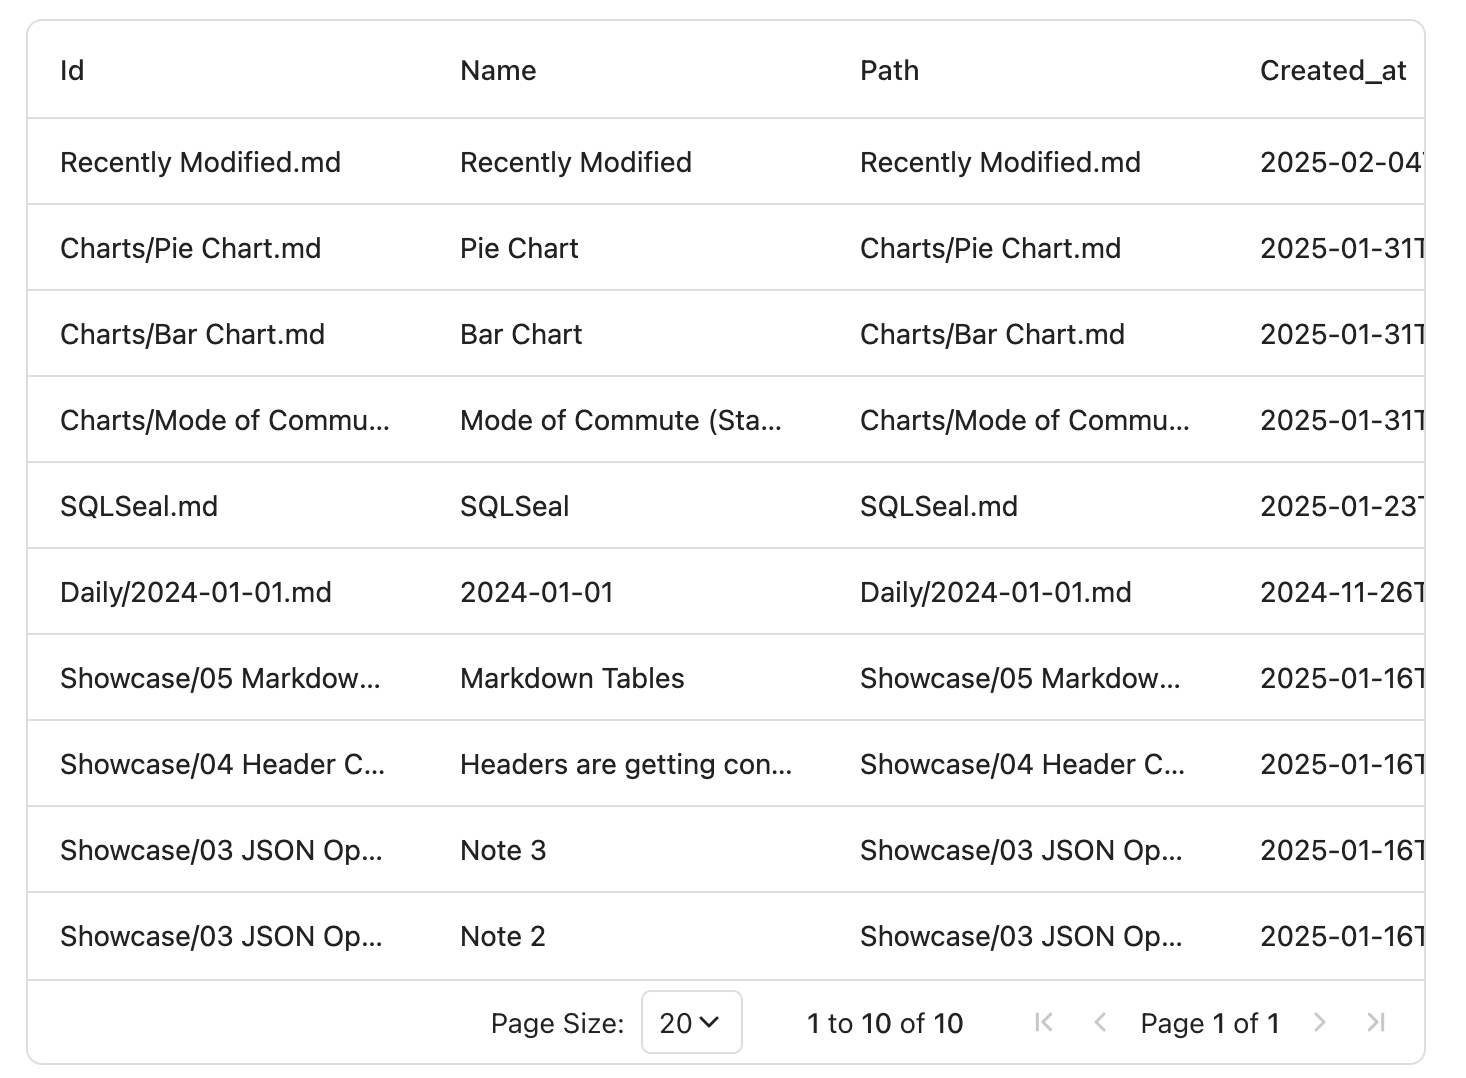 Id Name Path Created_at
Recently Modified.md Recently Modified Recently Modified.md 2025-02-04
Charts/Pie Chart.md Pie Chart Charts/Pie Chart.md 2025-01-31T
Charts/Bar Chart.md Bar Chart Charts/Bar Chart.md 2025-01-31T
Charts/Mode of Commu... Mode of Commute (Sta... Charts/Mode of Commu... 2025-01-31T
SQLSeal.md SQLSeal SQLSeal.md 2025-01-23T
Daily/2024-01-01.md 2024-01-01 Daily/2024-01-01.md 2024-11-26T
Showcase/05 Markdow... Markdown Tables Showcase/05 Markdow... 2025-01-16T
Showcase/04 Header C... Headers are getting con... Showcase/04 Header C... 2025-01-16T
Showcase/03 JSON Op... Note 3 Showcase/03 JSON Op... 2025-01-16T
Showcase/03 JSON Op... Note 2 Showcase/03 JSON Op... 2025-01-16T
Page Size: 20 1 to 10 of 10 Page 1 of 1